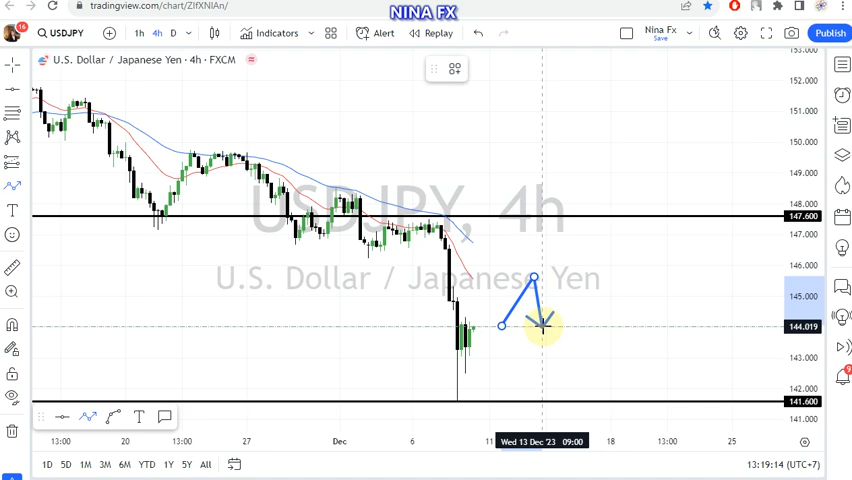 NINA FX
tradingview.com/chart/ZIfXNIAn/
16
USDJPY
1h 4h D
Indicators
Alert
Replay
Nina Fx
Save
Publish
U.S. Dollar / Japanese Yen · 4h · FXCM
USDJPY, 4h
U.S. Dollar / Japanese Yen
153.000
152.000
151.000
150.000
149.000
148.000
147.600
147.000
146.000
145.000
144.019
143.000
142.000
141.600
141.000
9
13:00
20
13:00
27
Dec
6
11
Wed 13 Dec '23 09:00
18
13:00
25
1D 5D 1M 3M 6M YTD 1Y 5Y All
13:19:14 (UTC+7)